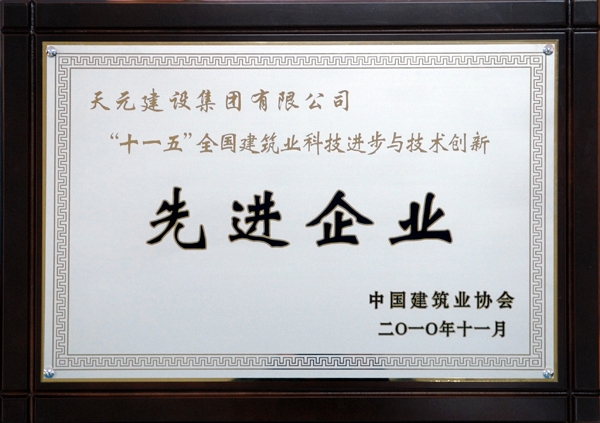 天元建设集团有限公司
“十一五”全国建筑业科技进步与技术创新
先进企业
中国建筑业协会
二〇一〇年十一月